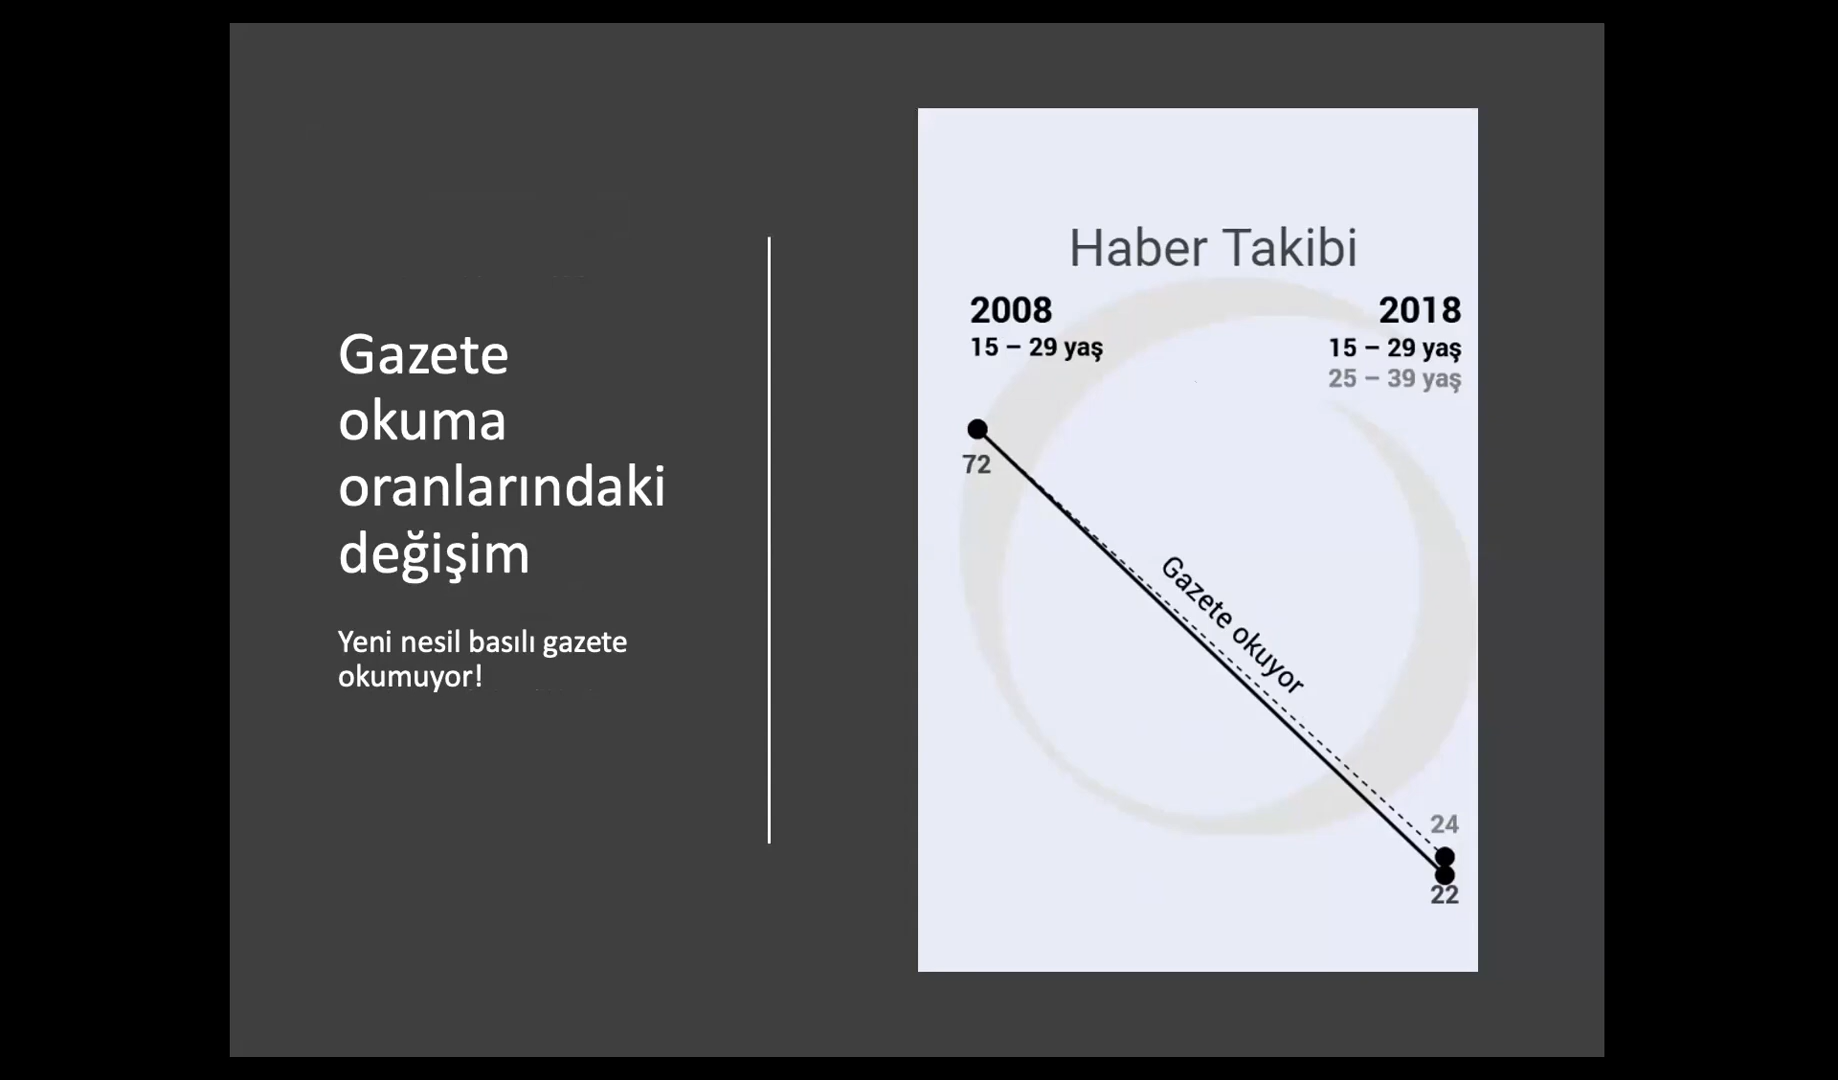 Gazete
okuma
oranlarındaki
değişim
Yeni nesil basılı gazete
okumuyor!
Haber Takibi
2008
15 – 29 yaş
2018
15 – 29 yaş
25 – 39 yaş
72
Gazete okuyor
24
22